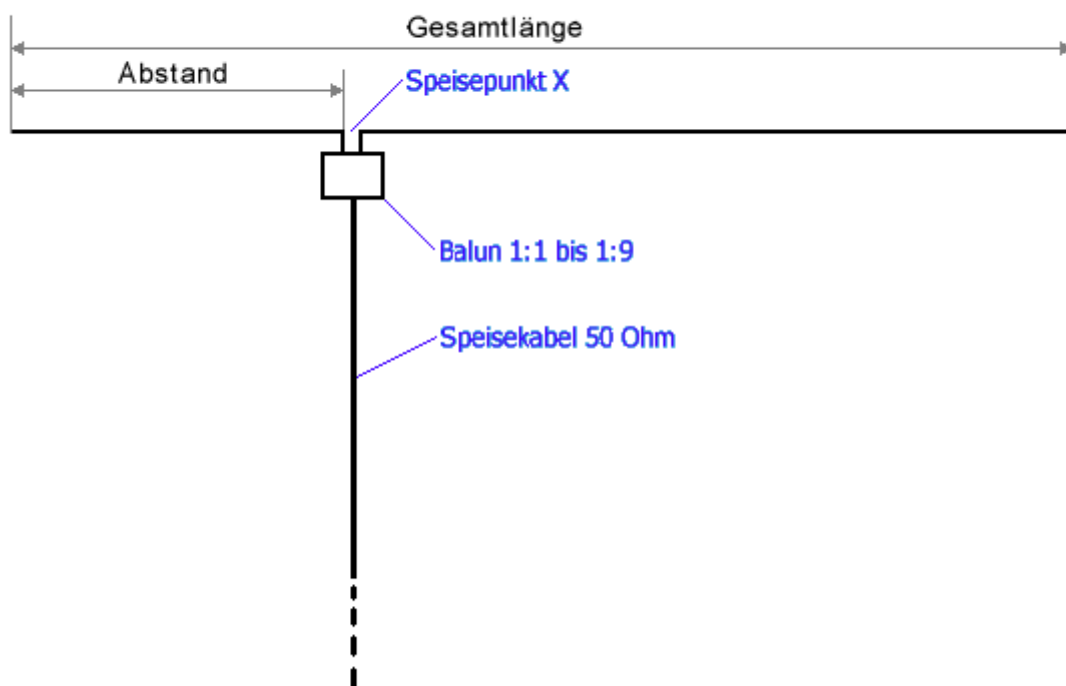 Gesamtlänge
Abstand
Speisepunkt X
Balun 1:1 bis 1:9
Speisekabel 50 Ohm